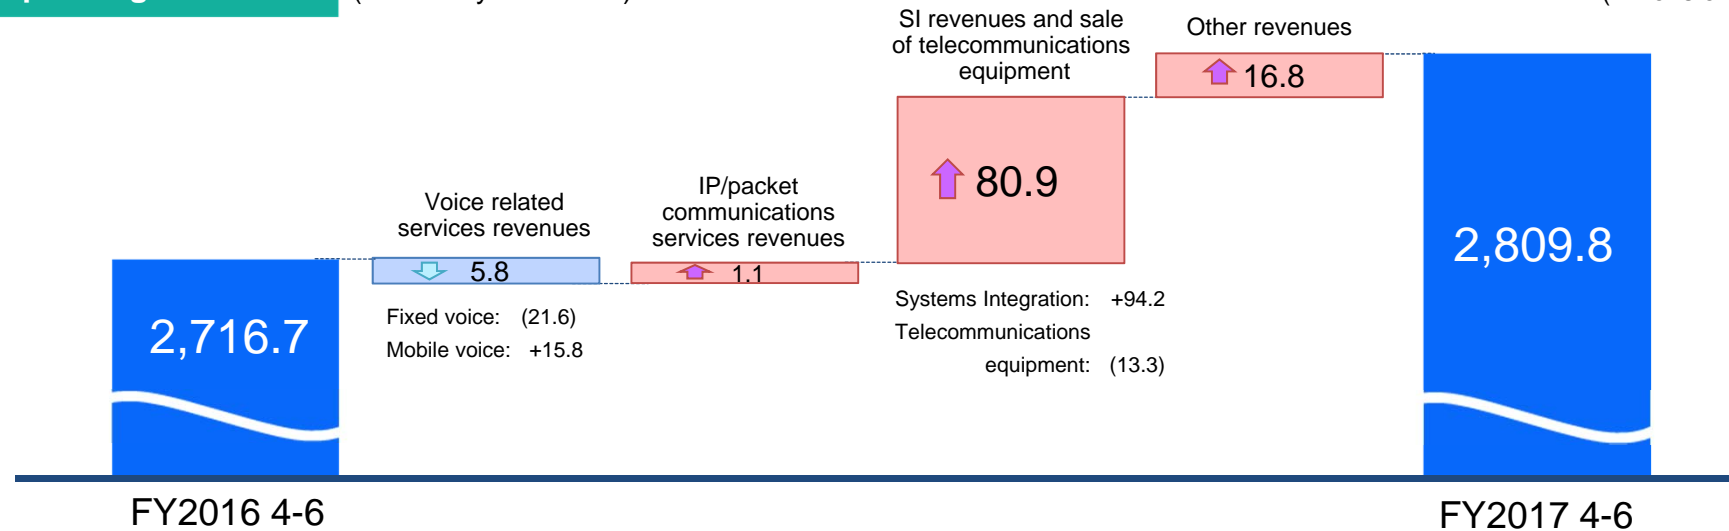 SI revenues and sale
of telecommunications
equipment
Other revenues
16.8
80.9
Voice related
services revenues
IP/packet
communications
services revenues
5.8
1.1
2,716.7
2,809.8
Fixed voice: (21.6)
Mobile voice: +15.8
Systems Integration: +94.2
Telecommunications
equipment: (13.3)
FY2016 4-6
FY2017 4-6